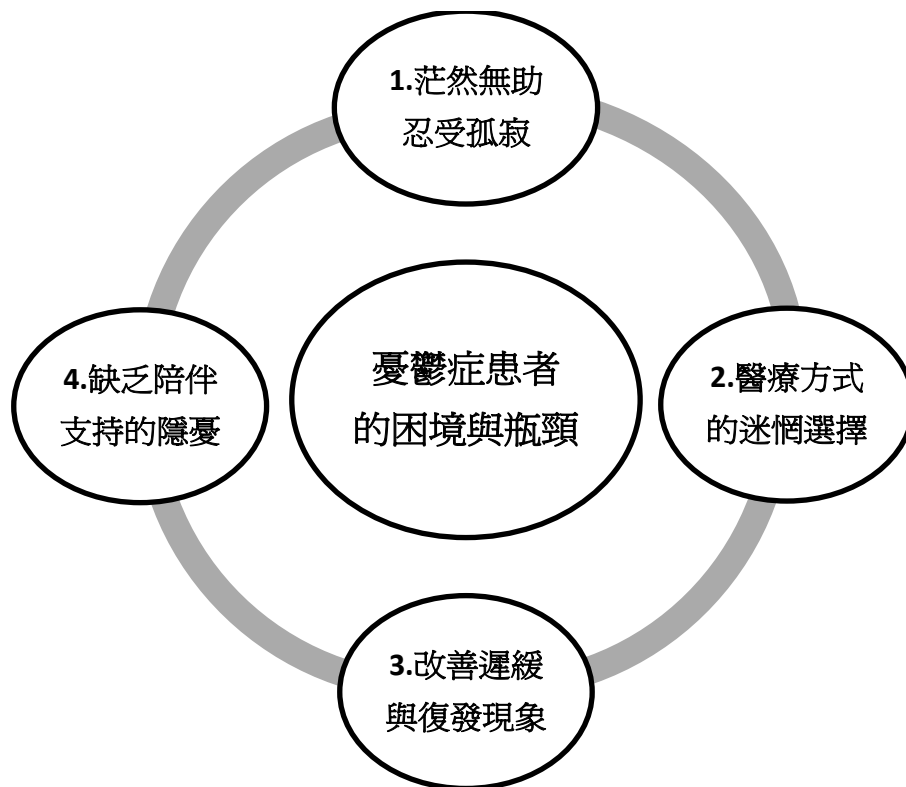 1.茫然無助
忍受孤寂
憂鬱症患者
的困境與瓶頸
2.醫療方式
的迷惘選擇
3.改善遲緩
與復發現象
4.缺乏陪伴
支持的隱憂